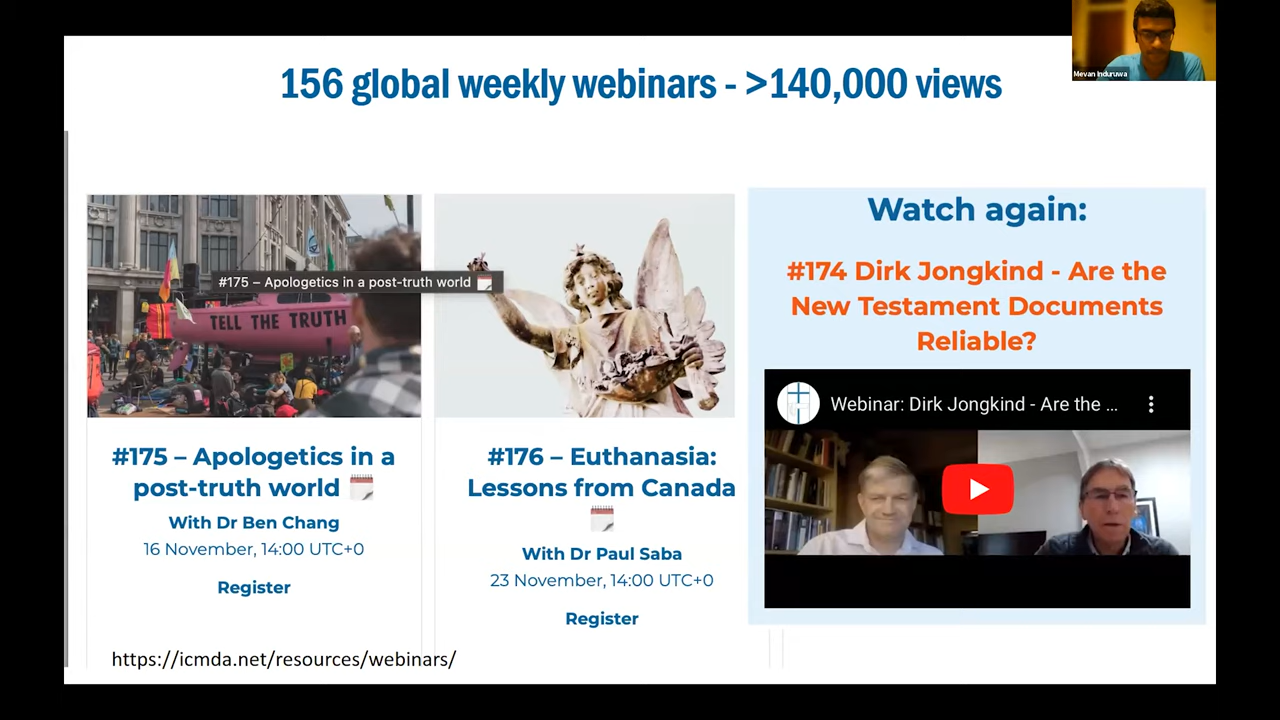 Mevan Induruwa
156 global weekly webinars - >140,000 views
TELL THE TRUTH
#175 – Apologetics in a post-truth world
#175 – Apologetics in a
post-truth world
With Dr Ben Chang
16 November, 14:00 UTC+0
Register
#176 – Euthanasia:
Lessons from Canada
With Dr Paul Saba
23 November, 14:00 UTC+0
Register
Watch again:
#174 Dirk Jongkind - Are the
New Testament Documents
Reliable?
Webinar: Dirk Jongkind - Are the ...
https://icmda.net/resources/webinars/